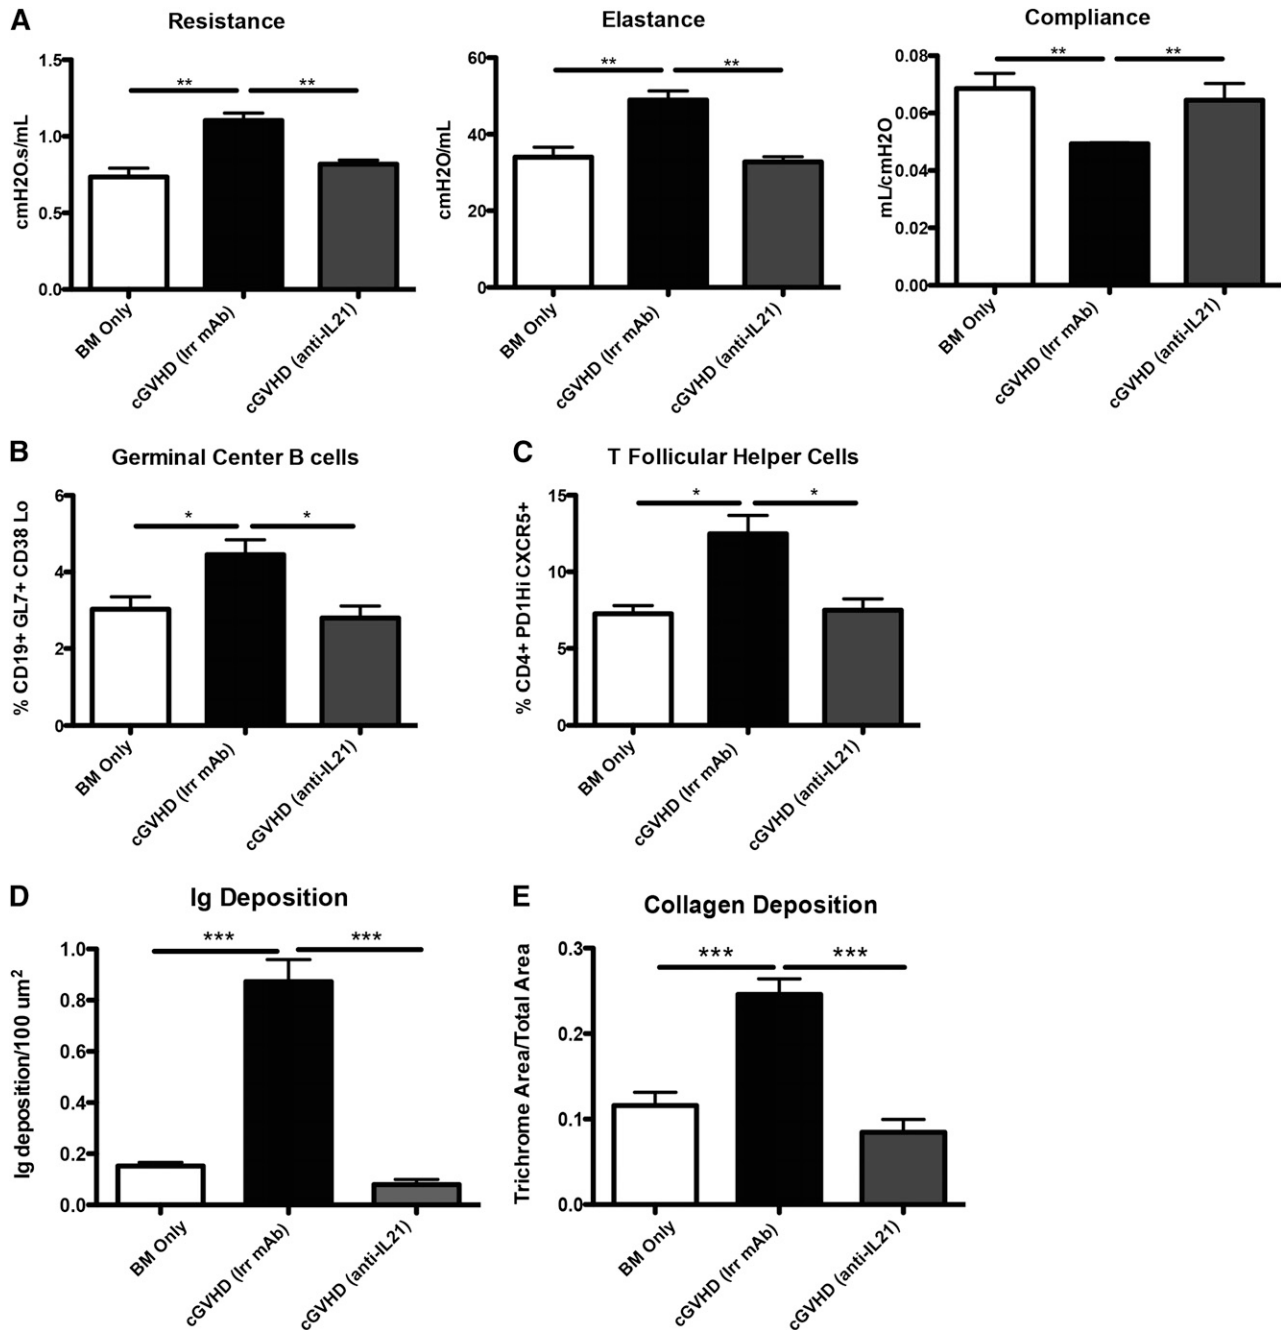 A
Resistance
Elastance
Compliance
cmH2O.s/mL
1.5
1.0
0.5
0.0
** **
BM Only
cGVHD (Irr mAb)
cGVHD (anti-IL21)
cmH2O/mL
60
40
20
0
** **
BM Only
cGVHD (Irr mAb)
cGVHD (anti-IL21)
mL/cmH2O
0.08
0.06
0.04
0.02
0.00
** **
BM Only
cGVHD (Irr mAb)
cGVHD (anti-IL21)
B
Germinal Center B cells
% CD19+ GL7+ CD38 Lo
6
4
2
0
* *
BM Only
cGVHD (Irr mAb)
cGVHD (anti-IL21)
C
T Follicular Helper Cells
% CD4+ PD1Hi CXCR5+
15
10
5
0
* *
BM Only
cGVHD (Irr mAb)
cGVHD (anti-IL21)
D
Ig Deposition
Ig deposition/100 um²
1.0
0.8
0.6
0.4
0.2
0.0
*** ***
BM Only
cGVHD (Irr mAb)
cGVHD (anti-IL21)
E
Collagen Deposition
Trichrome Area/Total Area
0.3
0.2
0.1
0.0
*** ***
BM Only
cGVHD (Irr mAb)
cGVHD (anti-IL21)